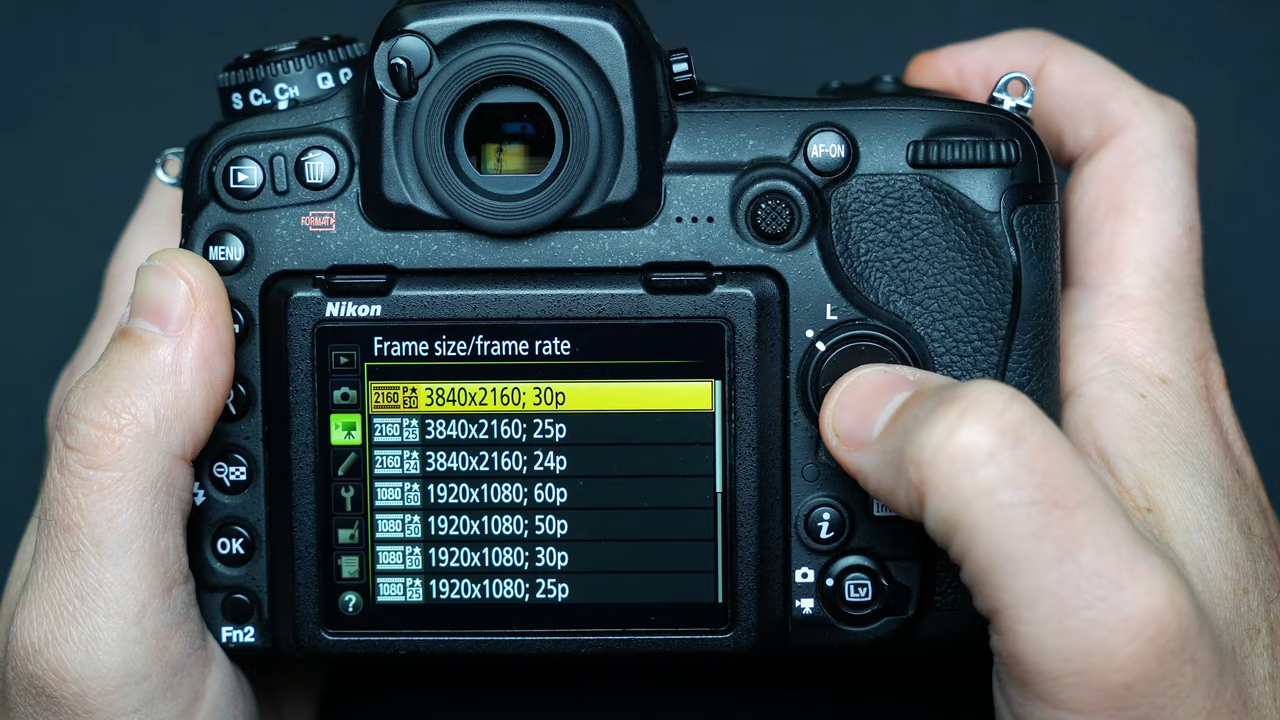 S CL CH Q
AF-ON
FORMAT
MENU
L
Nikon
Frame size/frame rate
2160 P★ 30 3840x2160; 30p
2160 P★ 25 3840x2160; 25p
2160 P★ 24 3840x2160; 24p
1080 P★ 60 1920x1080; 60p
1080 P★ 50 1920x1080; 50p
1080 P★ 30 1920x1080; 30p
1080 P★ 25 1920x1080; 25p
?
i
OK
Lv
Fn2